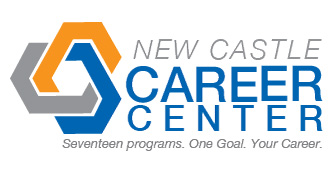 NEW CASTLE
CAREER
CENTER
Seventeen programs. One Goal. Your Career.